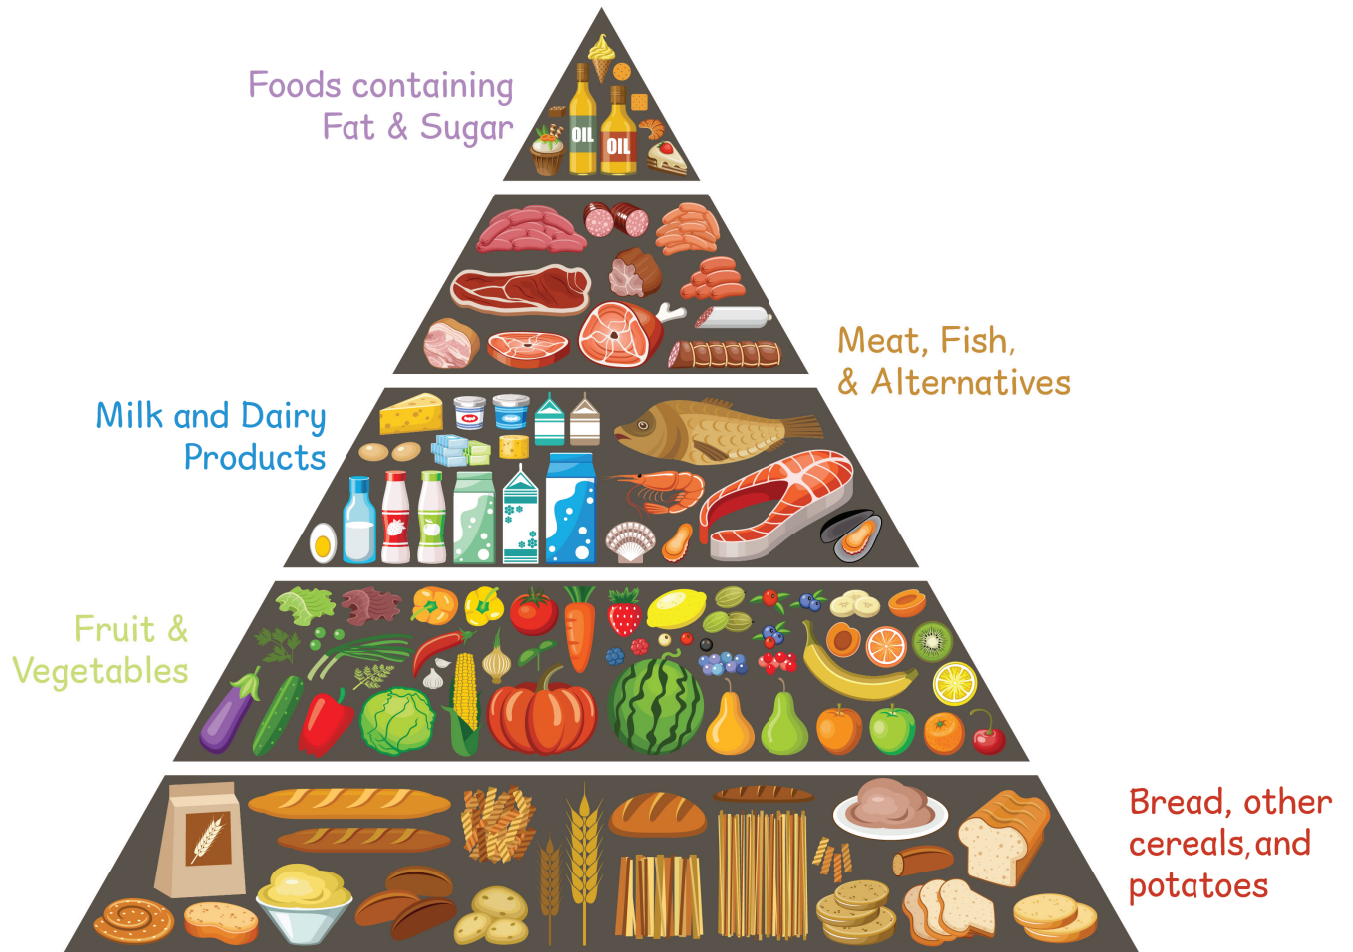 Foods containing
Fat & Sugar
OIL
OIL
Meat, Fish,
& Alternatives
Milk and Dairy
Products
Fruit &
Vegetables
Bread, other
cereals,and
potatoes